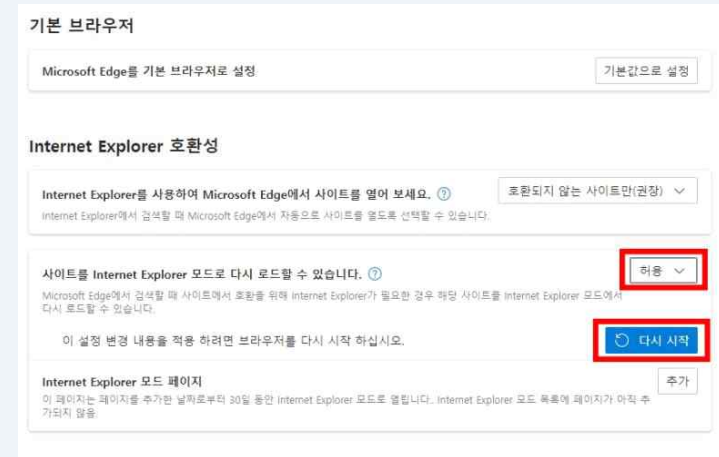 기본 브라우저
Microsoft Edge를 기본 브라우저로 설정
기본값으로 설정
Internet Explorer 호환성
Internet Explorer를 사용하여 Microsoft Edge에서 사이트를 열어 보세요.
호환되지 않는 사이트만(권장)
Internet Explorer에서 검색할 때 Microsoft Edge에서 자동으로 사이트를 열도록 선택할 수 있습니다.
사이트를 Internet Explorer 모드로 다시 로드할 수 있습니다.
허용
Microsoft Edge에서 검색할 때 사이트에서 호환을 위해 Internet Explorer가 필요한 경우 해당 사이트를 Internet Explorer 모드에서
다시 로드할 수 있습니다.
이 설정 변경 내용을 적용 하려면 브라우저를 다시 시작 하십시오.
다시 시작
Internet Explorer 모드 페이지
추가
이 페이지는 페이지를 추가한 날짜로부터 30일 동안 Internet Explorer 모드로 열립니다.. Internet Explorer 모드 목록에 페이지가 아직 추
가되지 않음.